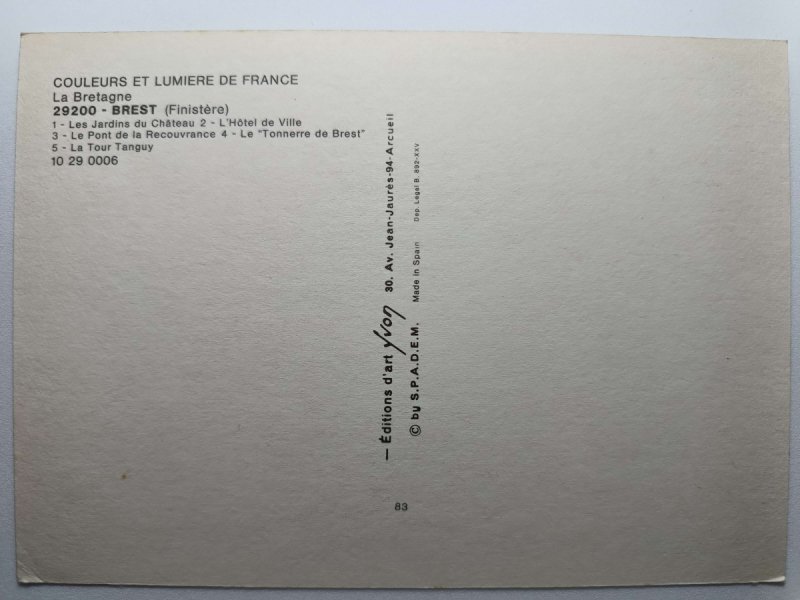 COULEURS ET LUMIERE DE FRANCE
La Bretagne
29200 - BREST (Finistère)
1 - Les Jardins du Château 2 - L'Hôtel de Ville
3 - Le Pont de la Recouvrance 4 - Le "Tonnerre de Brest"
5 - La Tour Tanguy
10 29 0006
— Éditions d'art yvon 30. Av. Jean-Jaurès-94-Arcueil
© by S.P.A.D.E.M. Made in Spain Dep. Legal B. 892-XXV
83